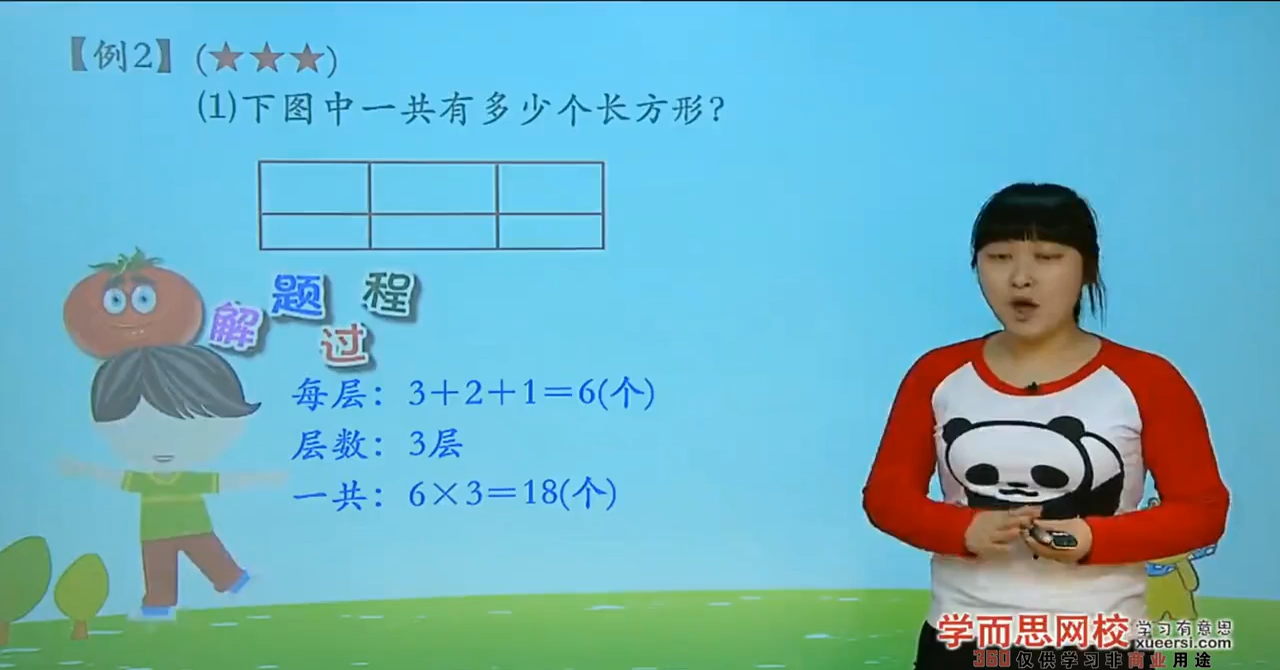 【例2】(★★★)
(1)下图中一共有多少个长方形?
解题过程
每层：3+2+1=6(个)
层数：3层
一共：6×3=18(个)
学而思网校 学习有意思
xueersi.com
360仅供学习非商业用途